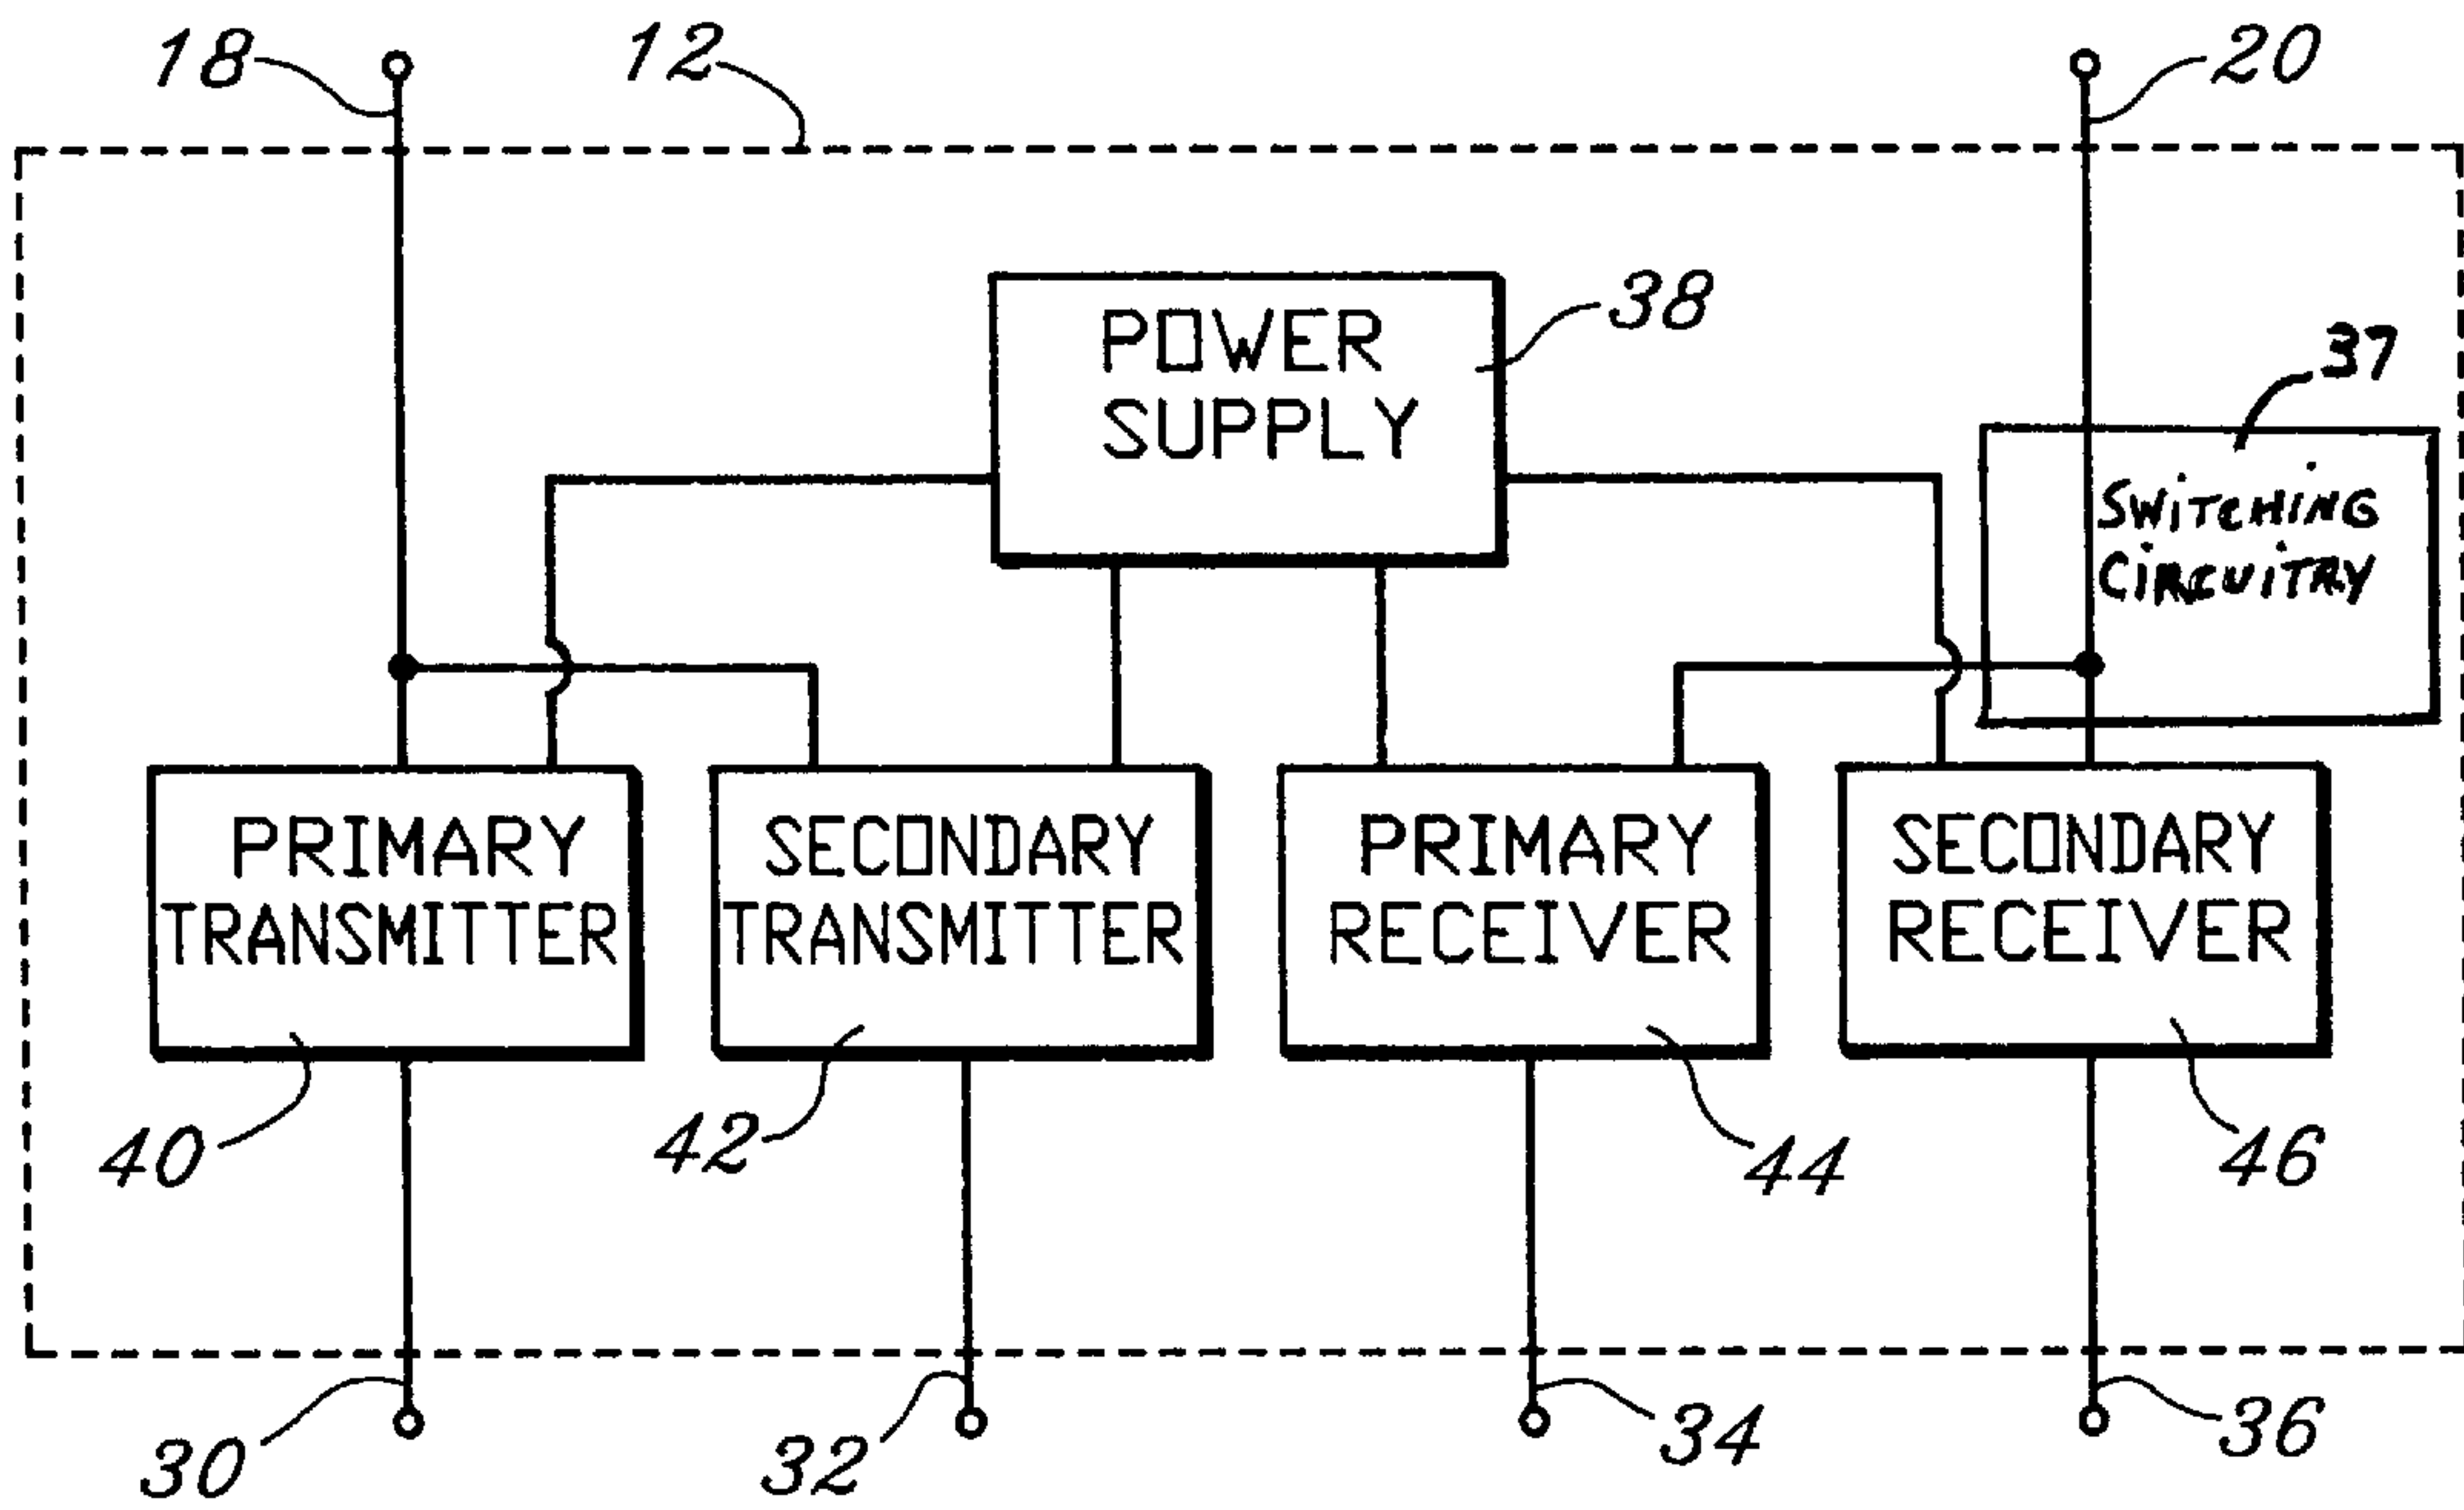 18
12
20
38
37
POWER
SUPPLY
SWiTCHiNG
CiRCUiTRY
PRIMARY
TRANSMITTER
SECONDARY
TRANSMITTER
PRIMARY
RECEIVER
SECONDARY
RECEIVER
40
42
44
46
30
32
34
36